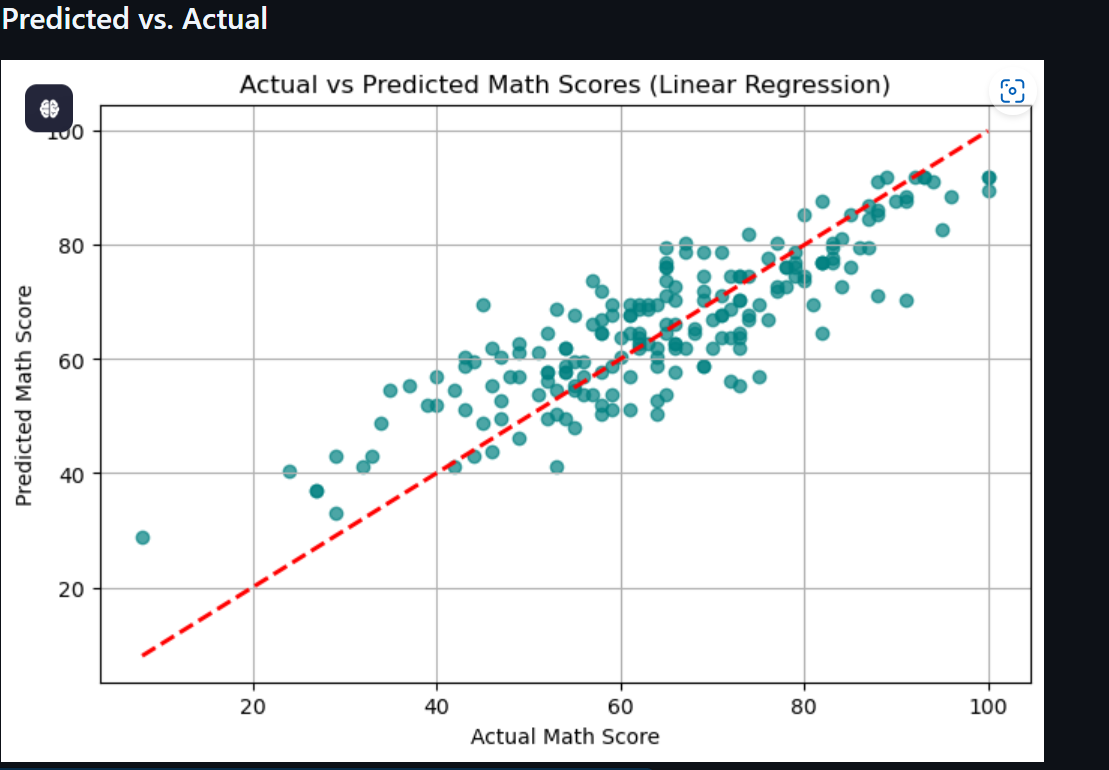 Predicted vs. Actual
Actual vs Predicted Math Scores (Linear Regression)
100
80
60
40
20
Predicted Math Score
20 40 60 80 100
Actual Math Score